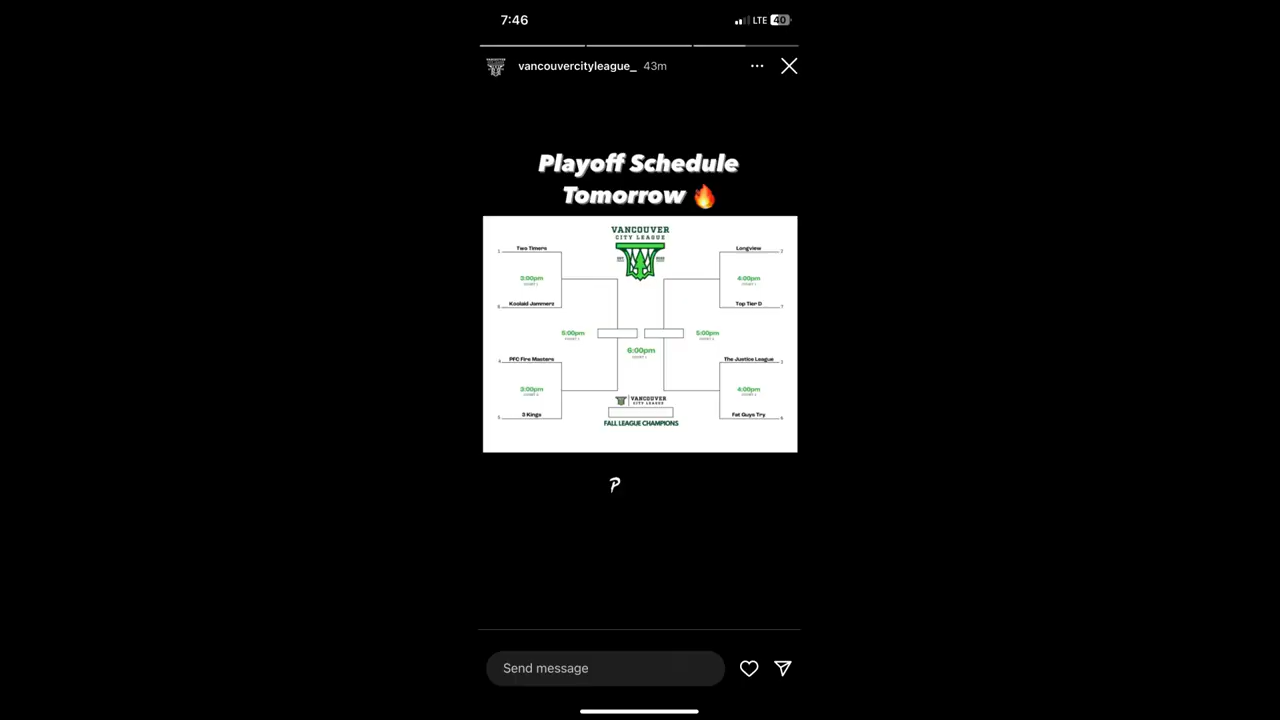 7:46
LTE 40
vancouvercityleague_ 43m
Playoff Schedule
Tomorrow 🔥
VANCOUVER
CITY LEAGUE
Two Timers
3:00pm
Koolaid Jammerz
5:00pm
PFC Fire Masters
3:00pm
3 Kings
Longview
4:00pm
Top Tier D
5:00pm
The Justice League
4:00pm
Fat Guys Try
6:00pm
VANCOUVER
CITY LEAGUE
FALL LEAGUE CHAMPIONS
P
Send message